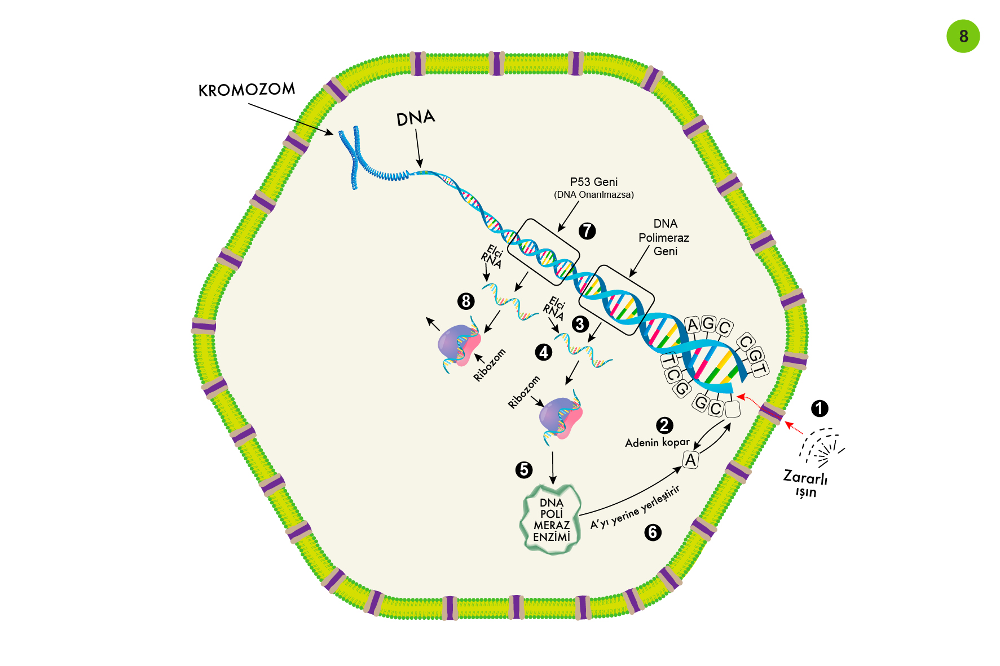 8
KROMOZOM
DNA
P53 Geni
(DNA Onarılmazsa)
7
DNA
Polimeraz
Geni
Elçi
RNA
8
Elçi
RNA
3
4
Ribozom
Ribozom
A G C
C G T
T C G
G C
1
2
Adenin kopar
A
Zararlı
ışın
5
DNA
POLİ
MERAZ
ENZİMİ
A'yı yerine yerleştirir
6